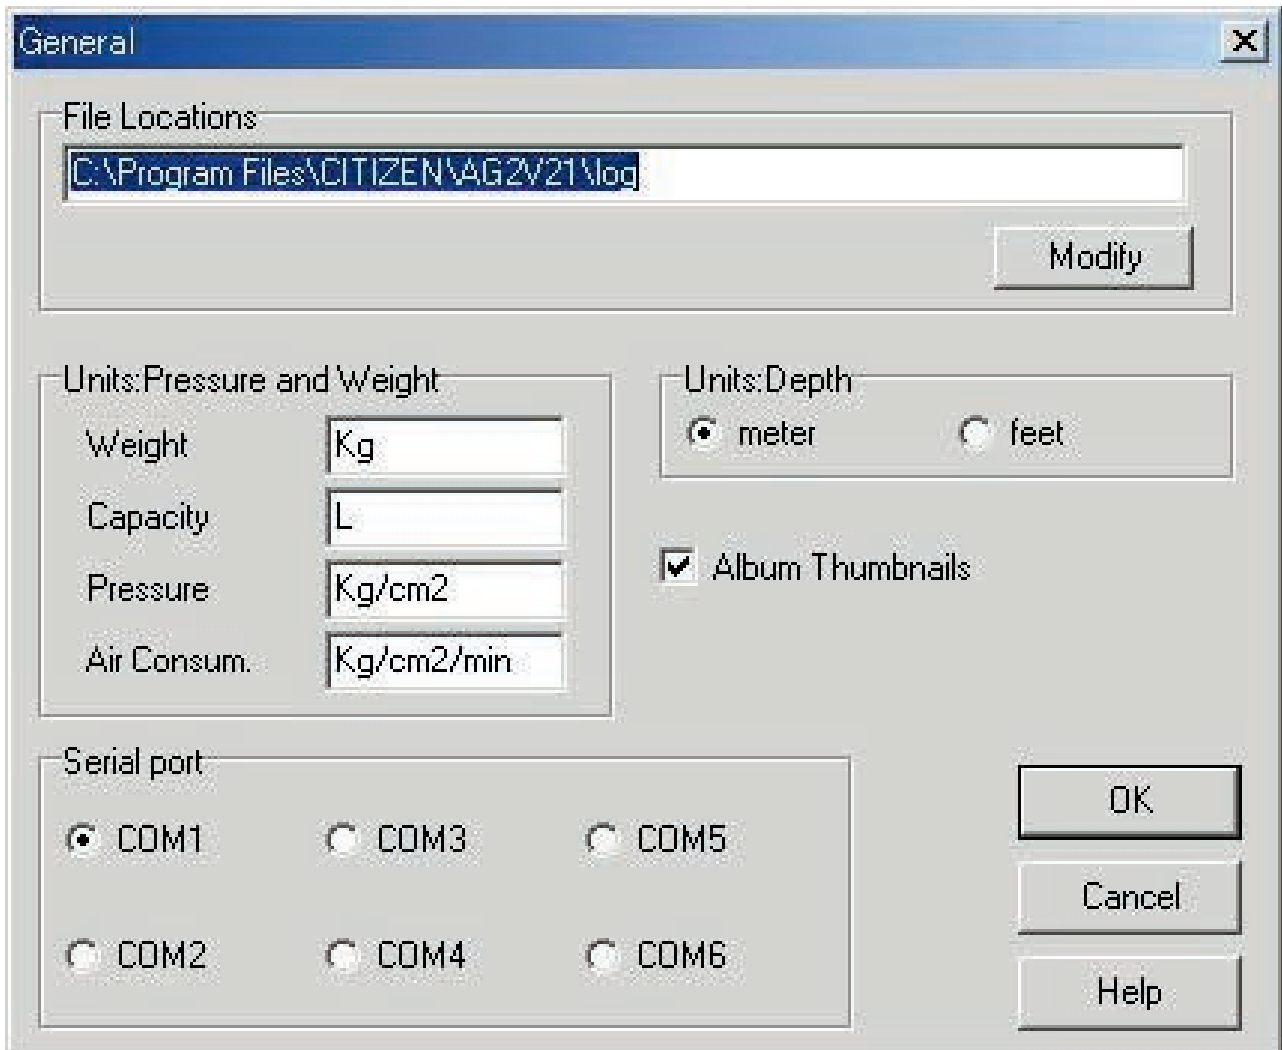 General
File Locations
C:\Program Files\CITIZEN\AG2V21\log
Modify
Units:Pressure and Weight
Weight Kg
Capacity L
Pressure Kg/cm2
Air Consum. Kg/cm2/min
Units:Depth
meter feet
Album Thumbnails
Serial port
COM1 COM3 COM5
COM2 COM4 COM6
OK
Cancel
Help